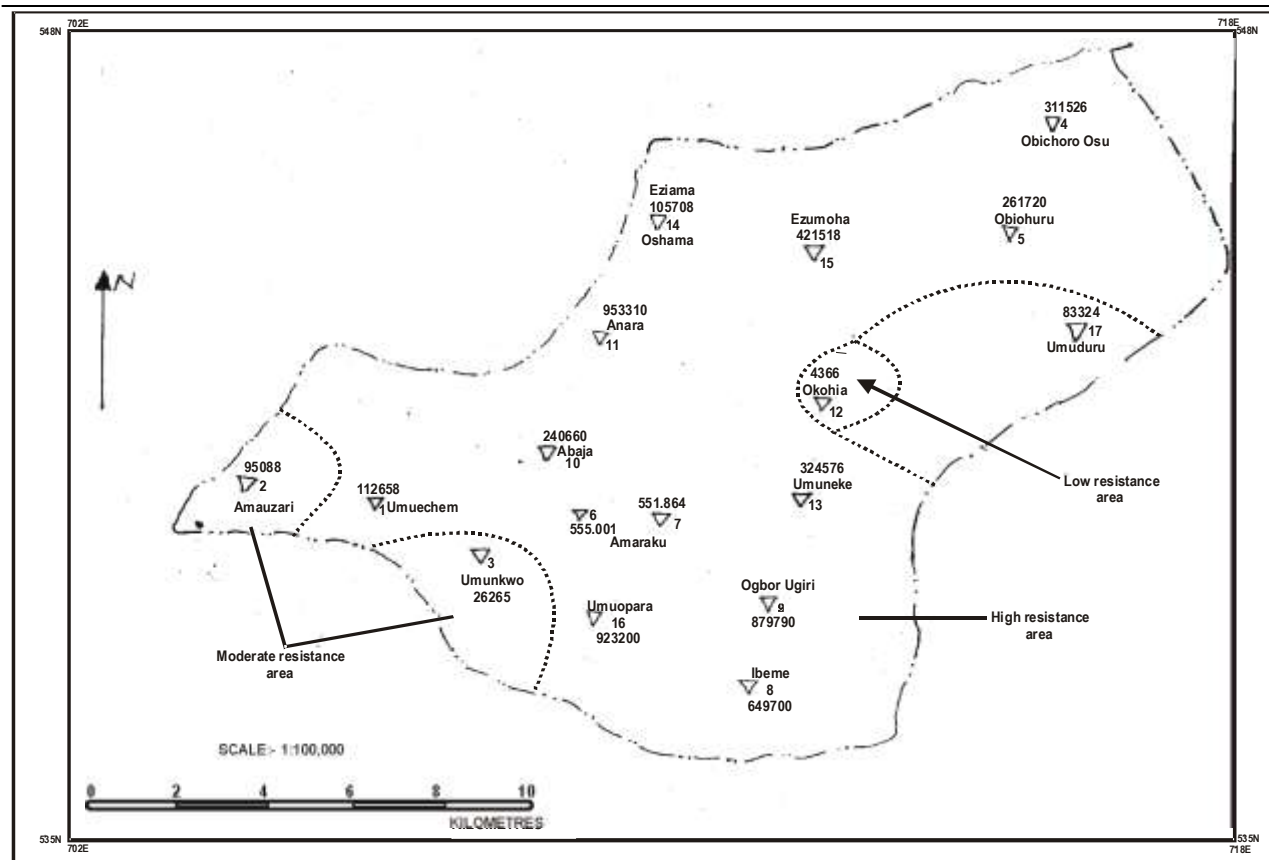 702E
718E
548N
548N
311526
4
Obichoro Osu
Eziama
105708
14
Oshama
Ezumoha
421518
15
261720
Obiohuru
5
N
953310
Anara
11
83324
17
Umuduru
4366
Okohia
12
240660
Abaja
10
95088
2
Amauzari
112658
1 Umuechem
324576
Umuneke
13
Low resistance
area
6
555.001
551.864
7
Amaraku
3
Umunkwo
26265
Ogbor Ugiri
9
879790
Umuopara
16
923200
High resistance
area
Moderate resistance
area
Ibeme
8
649700
SCALE:- 1:100,000
0 2 4 6 8 10
KILOMETRES
535N
535N
702E
718E